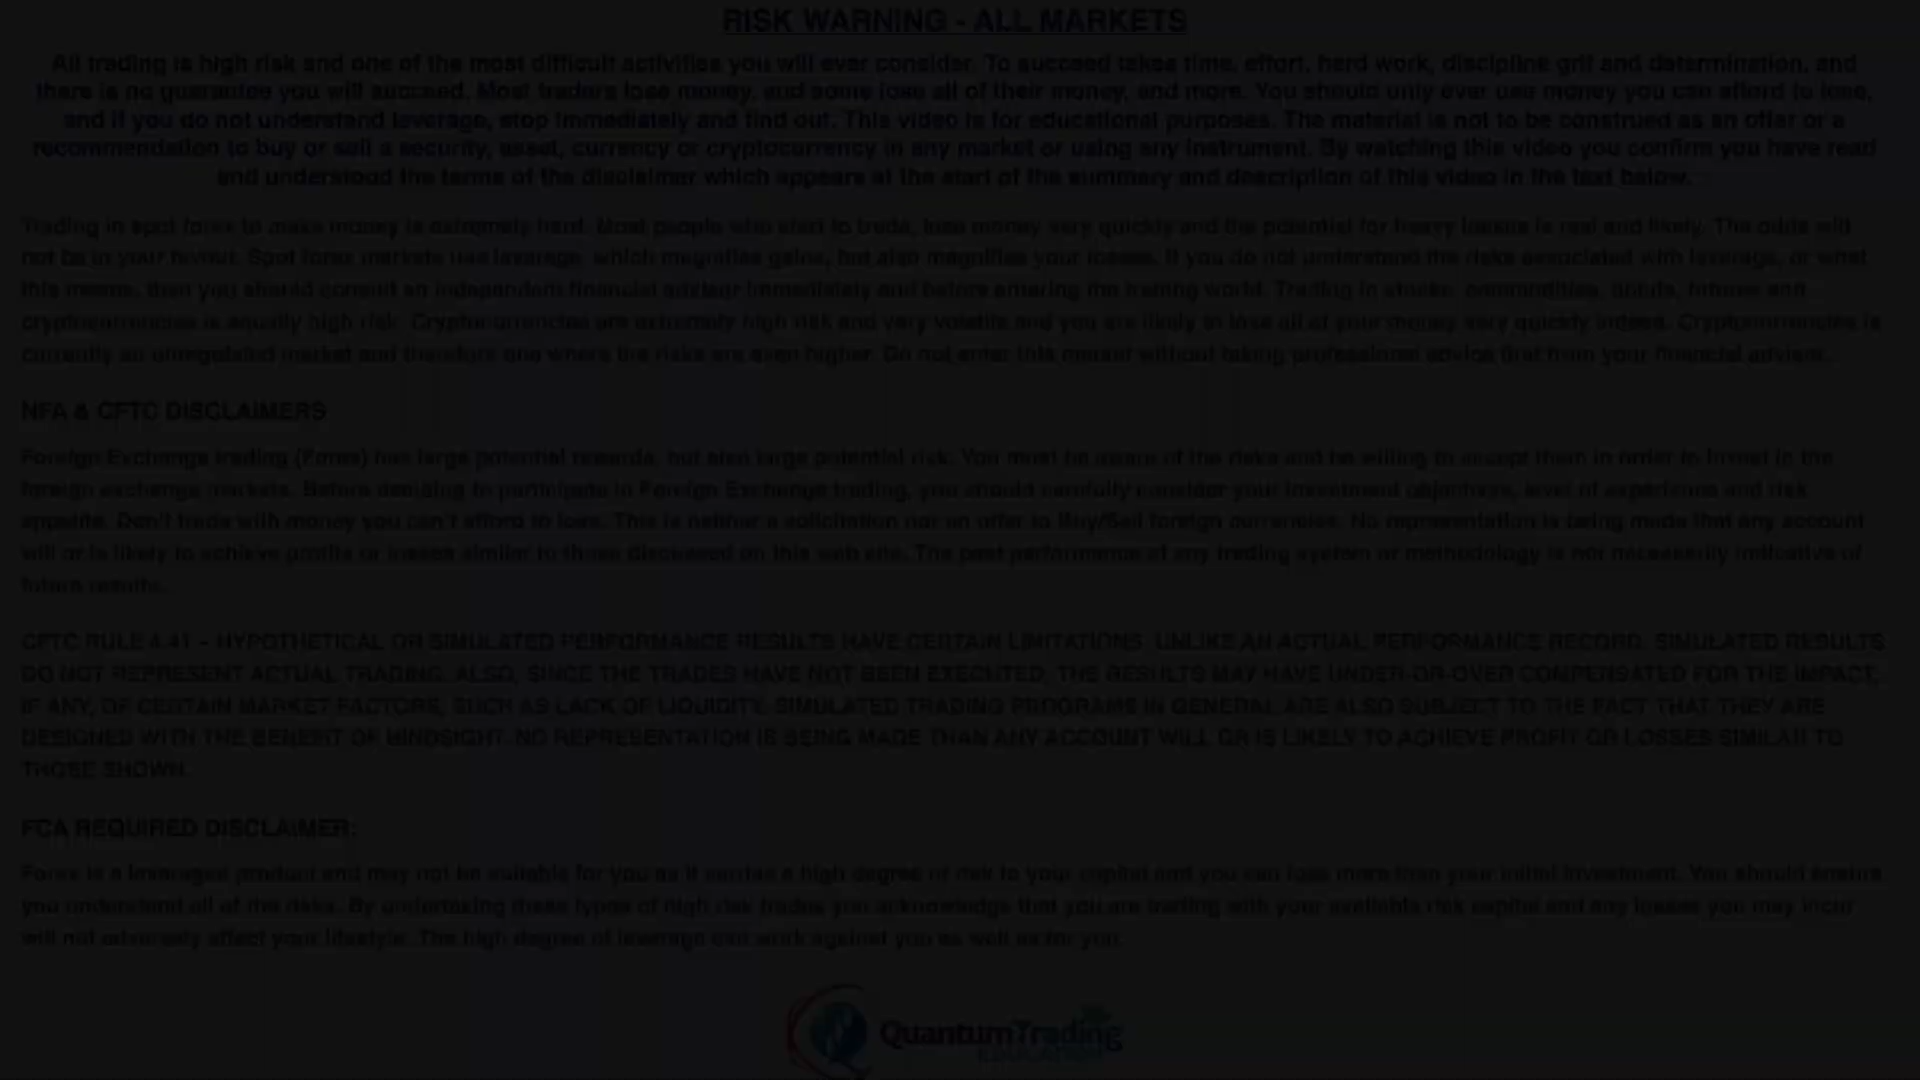 RISK WARNING - ALL MARKETS
All trading is high risk and one of the most difficult activities you will ever consider. To succeed takes time, effort, hard work, discipline grit and determination, and
there is no guarantee you will succeed. Most traders lose money, and some lose all of their money, and more. You should only ever use money you can afford to lose,
and if you do not understand leverage, stop immediately and find out. This video is for educational purposes. The material is not to be construed as an offer or a
recommendation to buy or sell a security, asset, currency or cryptocurrency in any market or using any instrument. By watching this video you confirm you have read
and understood the terms of the disclaimer which appears at the start of the summary and description of this video in the text below.
Trading in spot forex to make money is extremely hard. Most people who start to trade, lose money very quickly and the potential for heavy losses is real and likely. The odds will
not be in your favour. Spot forex markets use leverage, which magnifies gains, but also magnifies your losses. If you do not understand the risks associated with leverage, or what
this means, then you should consult an independent financial advisor immediately and before entering the trading world. Trading in stocks, commodities, bonds, futures and
cryptocurrencies is equally high risk. Cryptocurrencies are extremely high risk and very volatile and you are likely to lose all of your money very quickly indeed. Cryptocurrencies is
currently an unregulated market and therefore one where the risks are even higher. Do not enter this market without taking professional advice first from your financial advisor.
NFA & CFTC DISCLAIMERS
Foreign Exchange trading (Forex) has large potential rewards, but also large potential risk. You must be aware of the risks and be willing to accept them in order to invest in the
foreign exchange markets. Before deciding to participate in Foreign Exchange trading, you should carefully consider your investment objectives, level of experience and risk
appetite. Don't trade with money you can't afford to lose. This is neither a solicitation nor an offer to Buy/Sell foreign currencies. No representation is being made that any account
will or is likely to achieve profits or losses similar to those discussed on this web site. The past performance of any trading system or methodology is not necessarily indicative of
future results.
CFTC RULE 4.41 - HYPOTHETICAL OR SIMULATED PERFORMANCE RESULTS HAVE CERTAIN LIMITATIONS. UNLIKE AN ACTUAL PERFORMANCE RECORD, SIMULATED RESULTS
DO NOT REPRESENT ACTUAL TRADING. ALSO, SINCE THE TRADES HAVE NOT BEEN EXECUTED, THE RESULTS MAY HAVE UNDER-OR-OVER COMPENSATED FOR THE IMPACT,
IF ANY, OF CERTAIN MARKET FACTORS, SUCH AS LACK OF LIQUIDITY. SIMULATED TRADING PROGRAMS IN GENERAL ARE ALSO SUBJECT TO THE FACT THAT THEY ARE
DESIGNED WITH THE BENEFIT OF HINDSIGHT. NO REPRESENTATION IS BEING MADE THAN ANY ACCOUNT WILL OR IS LIKELY TO ACHIEVE PROFIT OR LOSSES SIMILAR TO
THOSE SHOWN.
FCA REQUIRED DISCLAIMER:
Forex is a leveraged product and may not be suitable for you as it carries a high degree of risk to your capital and you can lose more than your initial investment. You should ensure
you understand all of the risks. By undertaking these types of high risk trades you acknowledge that you are trading with your available risk capital and any losses you may incur
will not adversely affect your lifestyle. The high degree of leverage can work against you as well as for you.
QuantumTrading
EDUCATION